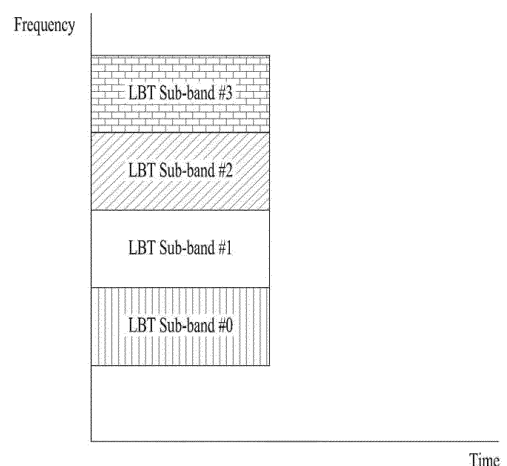 Frequency
LBT Sub-band #3
LBT Sub-band #2
LBT Sub-band #1
LBT Sub-band #0
Time